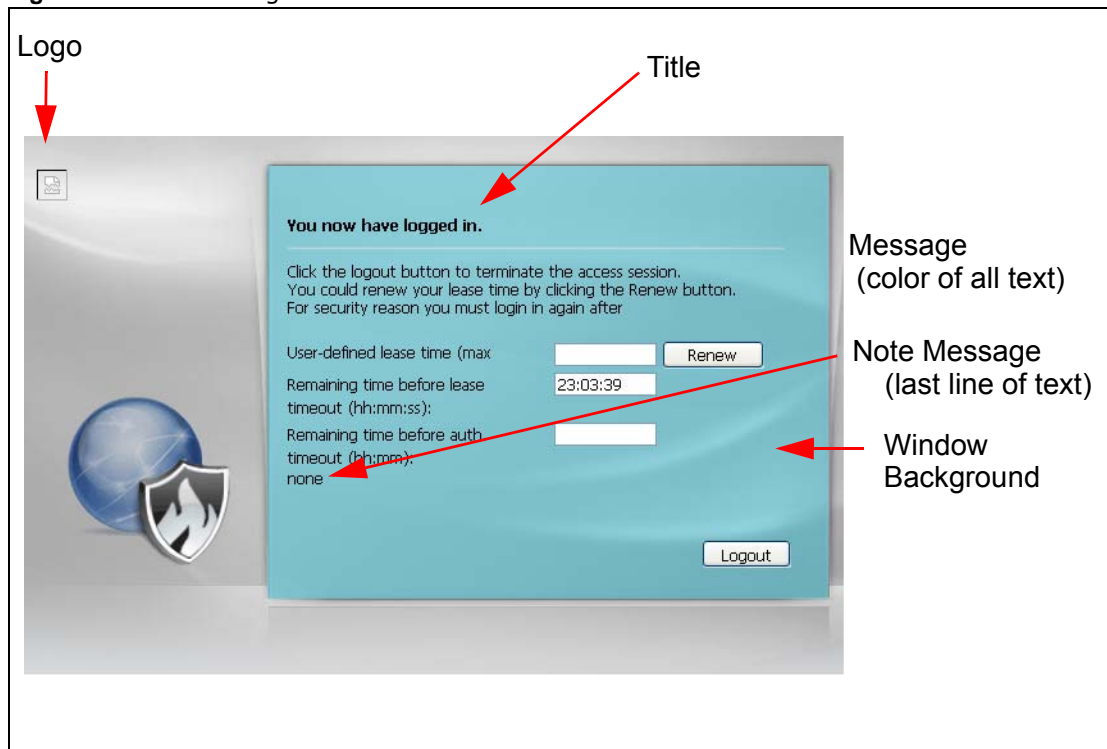 Logo
Title
You now have logged in.
Click the logout button to terminate the access session.
You could renew your lease time by clicking the Renew button.
For security reason you must login in again after
Message
(color of all text)
User-defined lease time (max
Renew
Note Message
(last line of text)
Remaining time before lease
timeout (hh:mm:ss):
23:03:39
Remaining time before auth
timeout (hh:mm):
none
Window
Background
Logout